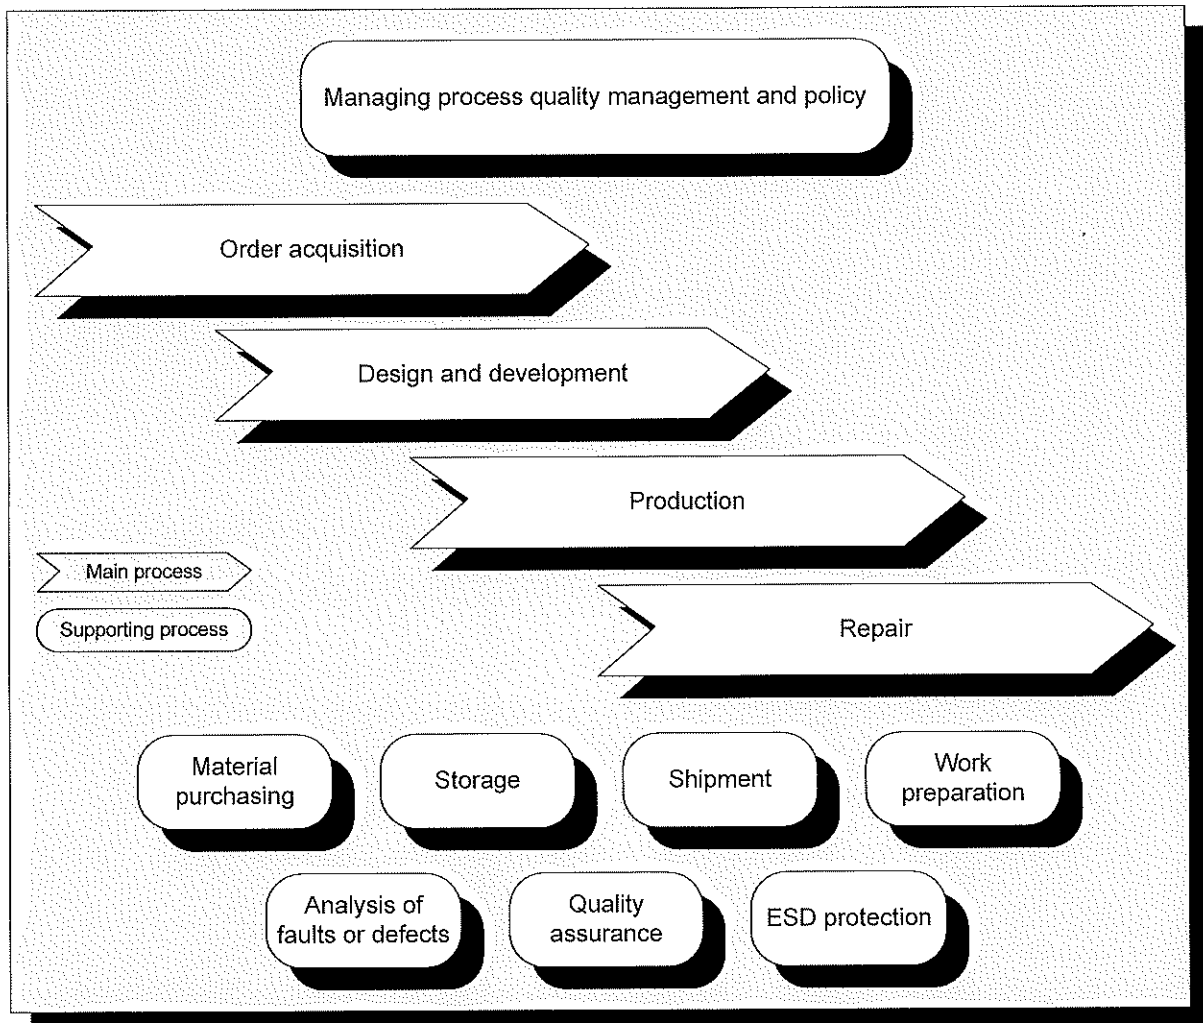 Managing process quality management and policy
Order acquisition
Design and development
Production
Main process
Supporting process
Repair
Material
purchasing
Storage
Shipment
Work
preparation
Analysis of
faults or defects
Quality
assurance
ESD protection